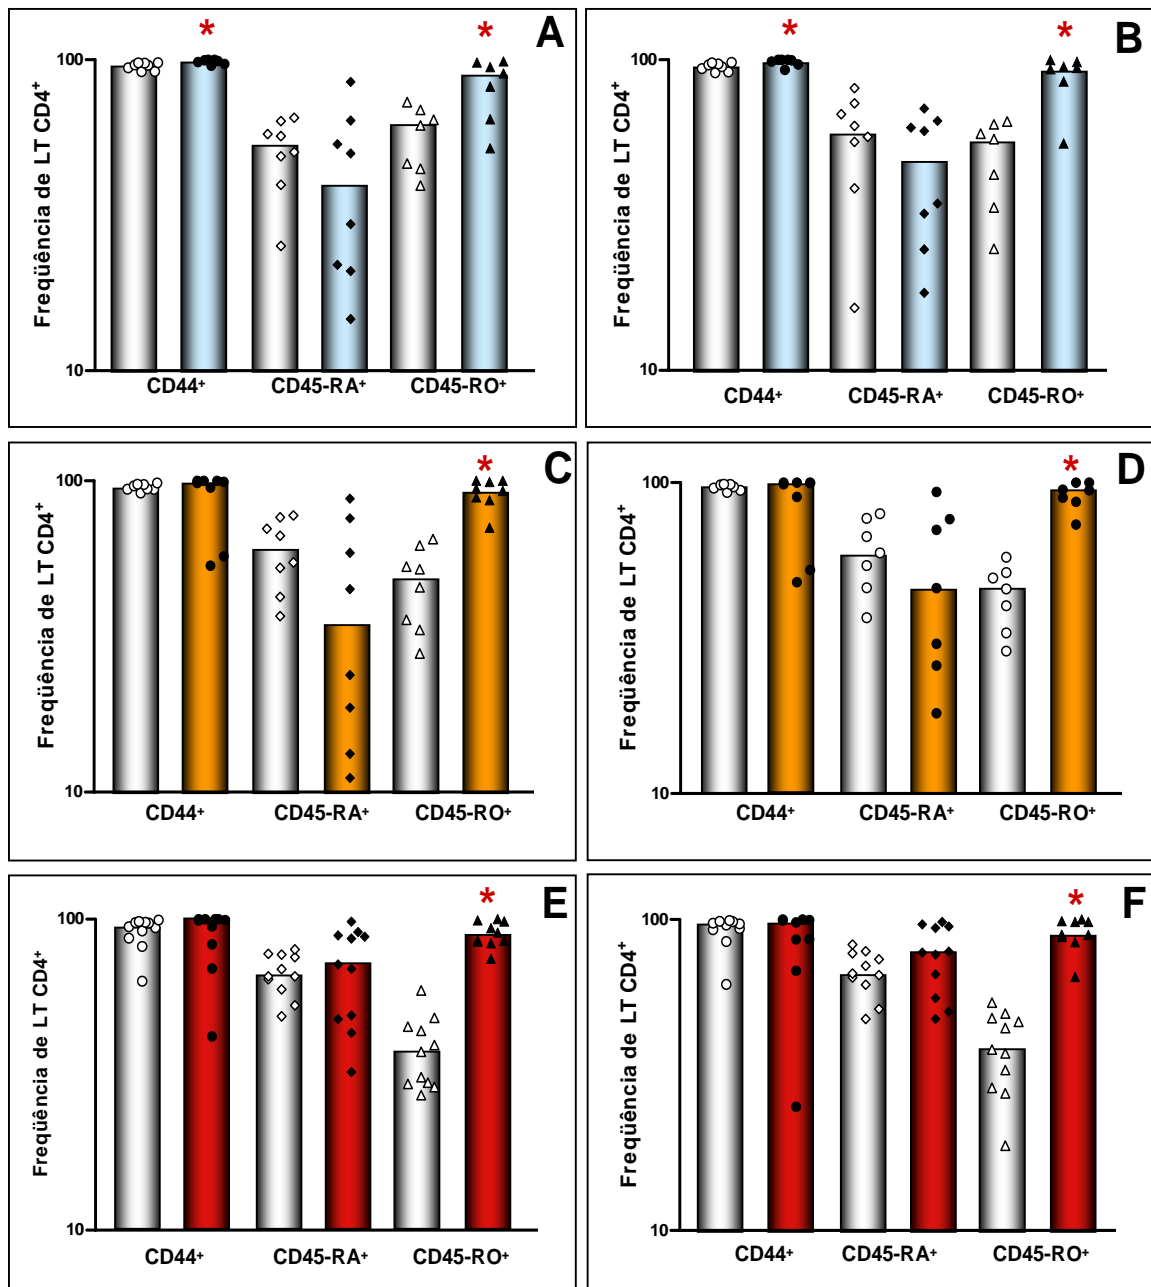 A
*
*
100
10
Freqüência de LT CD4+
CD44+
CD45-RA+
CD45-RO+
B
*
*
100
10
Freqüência de LT CD4+
CD44+
CD45-RA+
CD45-RO+
C
*
100
10
Freqüência de LT CD4+
CD44+
CD45-RA+
CD45-RO+
D
*
100
10
Freqüência de LT CD4+
CD44+
CD45-RA+
CD45-RO+
E
*
100
10
Freqüência de LT CD4+
CD44+
CD45-RA+
CD45-RO+
F
*
100
10
Freqüência de LT CD4+
CD44+
CD45-RA+
CD45-RO+